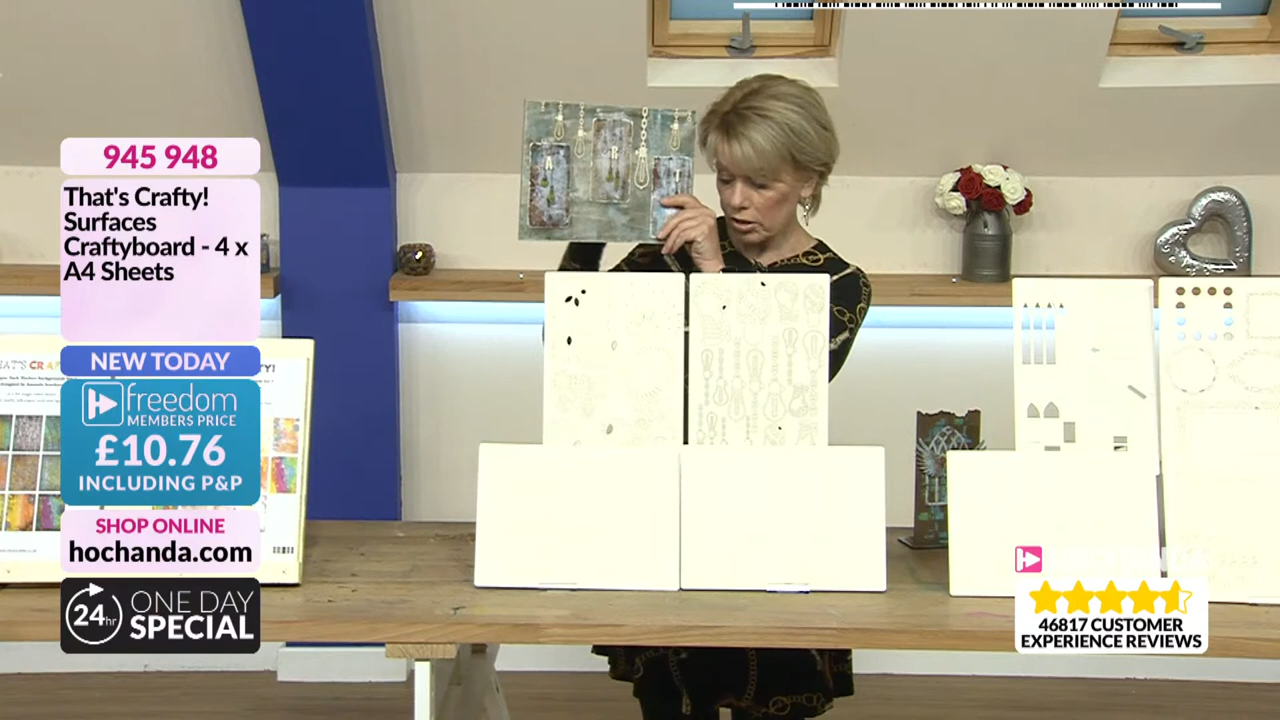 945 948
That's Crafty!
Surfaces
Craftyboard - 4 x
A4 Sheets
NEW TODAY
freedom
MEMBERS PRICE
£10.76
INCLUDING P&P
SHOP ONLINE
hochanda.com
24hr ONE DAY
SPECIAL
A R T
46817 CUSTOMER
EXPERIENCE REVIEWS